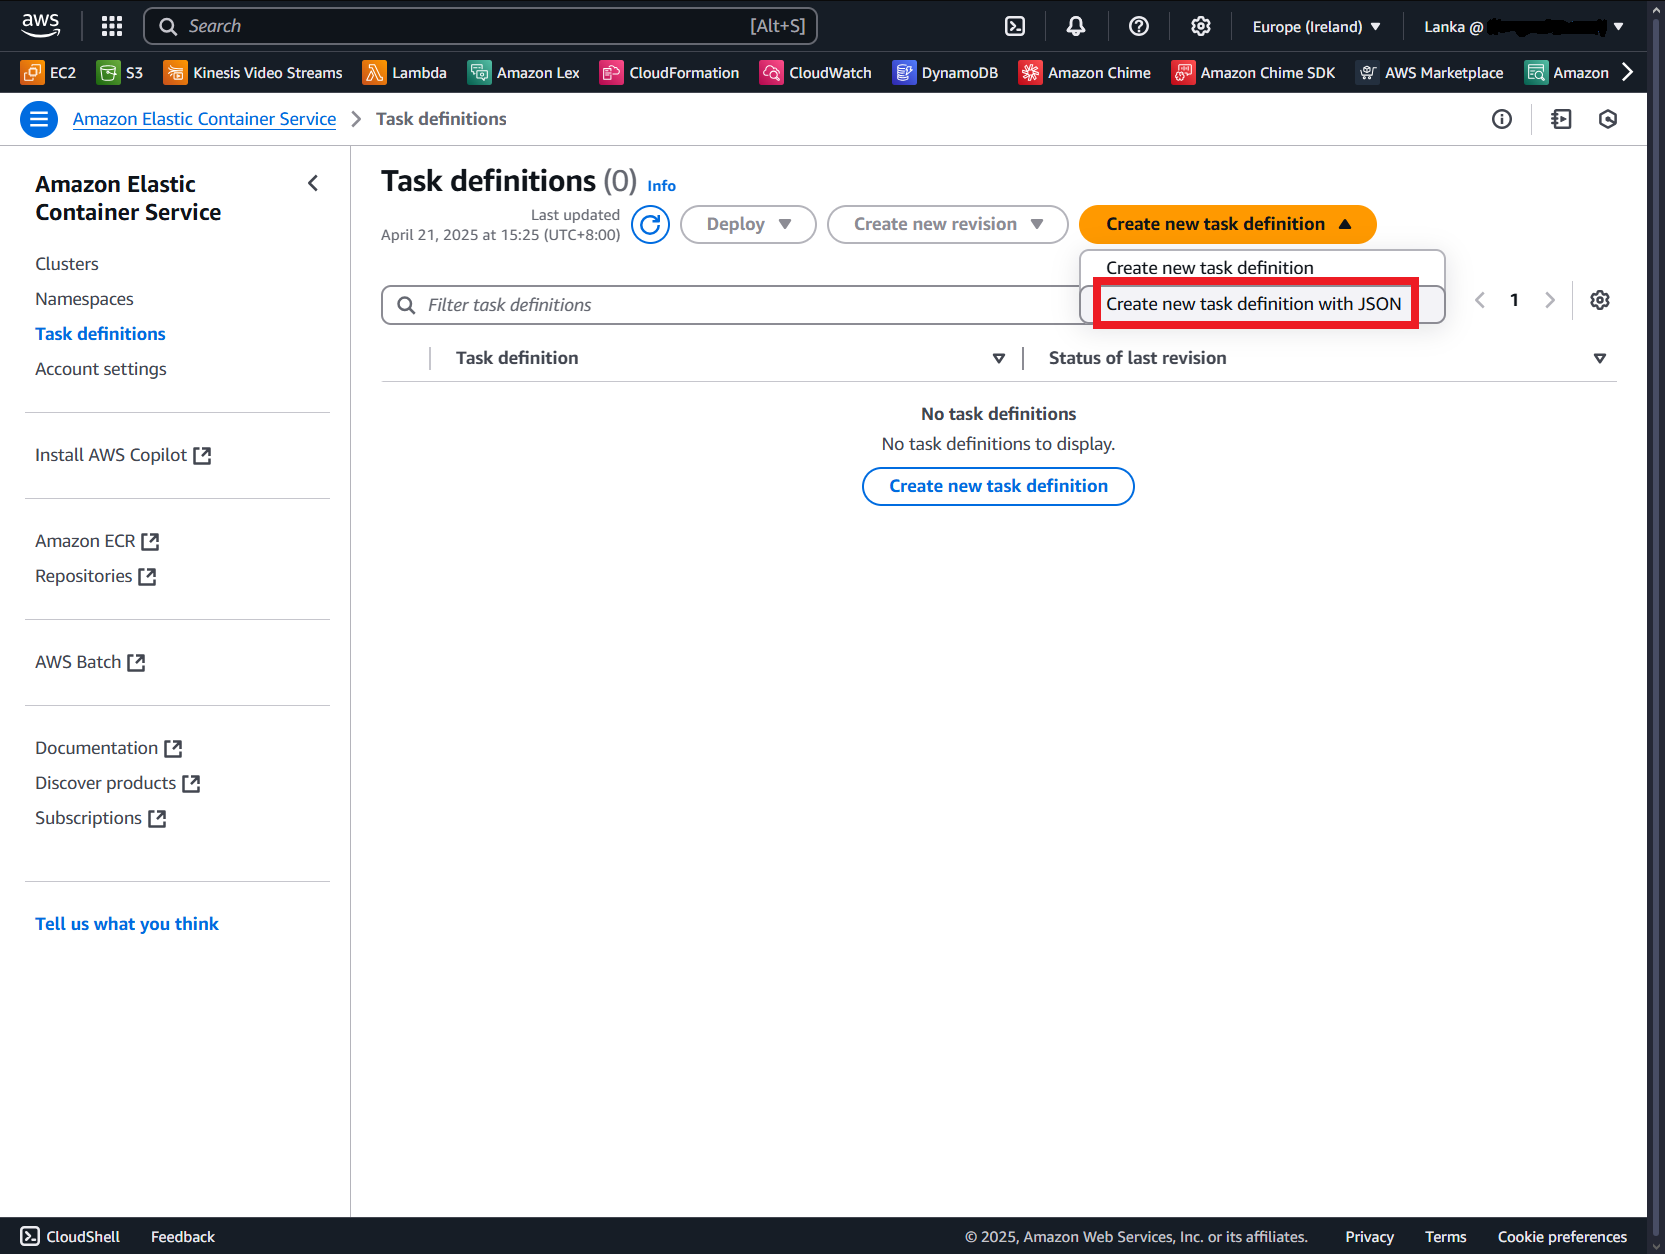 aws
Search [Alt+S]
Europe (Ireland)
Lanka @
EC2 S3 Kinesis Video Streams Lambda Amazon Lex CloudFormation CloudWatch DynamoDB Amazon Chime Amazon Chime SDK AWS Marketplace Amazon
Amazon Elastic Container Service Task definitions
Amazon Elastic
Container Service
Clusters
Namespaces
Task definitions
Account settings
Install AWS Copilot
Amazon ECR
Repositories
AWS Batch
Documentation
Discover products
Subscriptions
Tell us what you think
Task definitions (0) Info
Last updated
April 21, 2025 at 15:25 (UTC+8:00)
Deploy
Create new revision
Create new task definition
Create new task definition
Create new task definition with JSON
Filter task definitions
1
Task definition
Status of last revision
No task definitions
No task definitions to display.
Create new task definition
CloudShell Feedback © 2025, Amazon Web Services, Inc. or its affiliates. Privacy Terms Cookie preferences